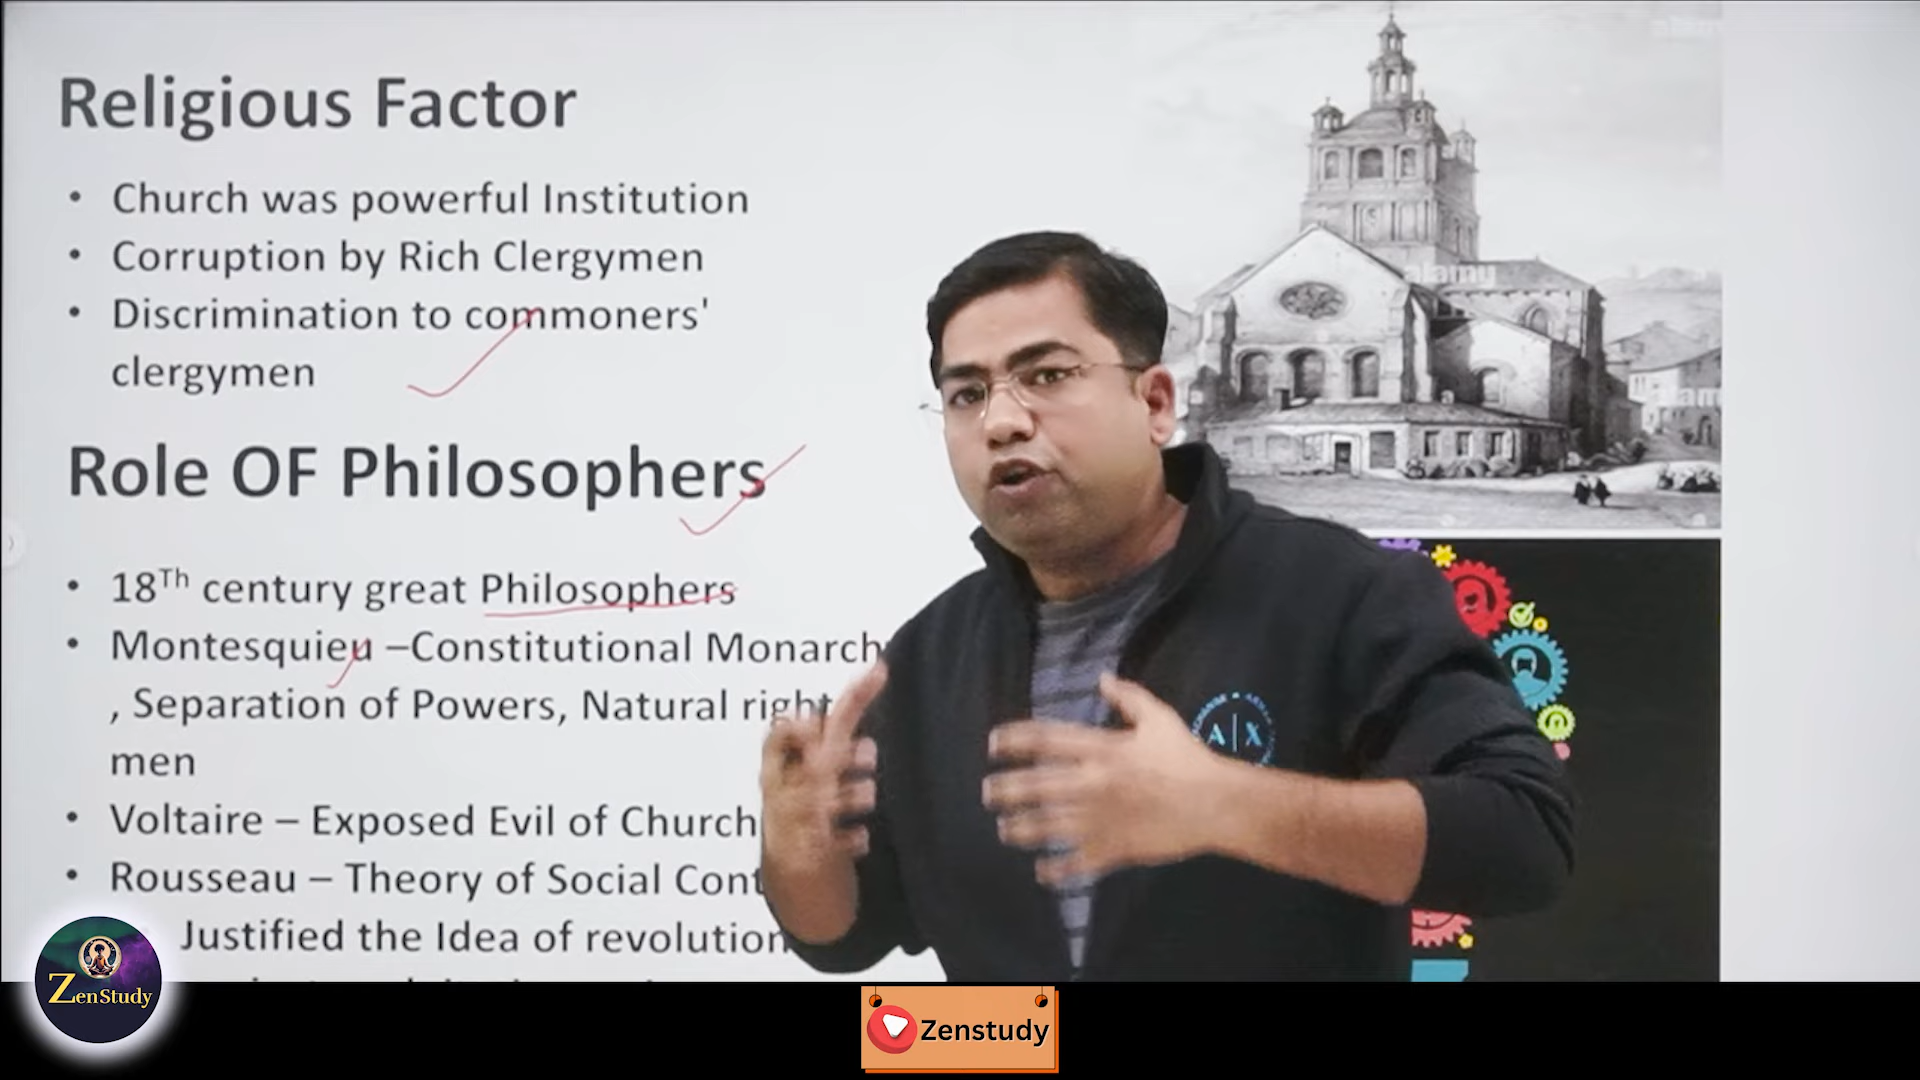 Religious Factor
• Church was powerful Institution
• Corruption by Rich Clergymen
• Discrimination to commoners'
clergymen
Role OF Philosophers
• 18Th century great Philosophers
• Montesquieu –Constitutional Monarch
, Separation of Powers, Natural right
men
• Voltaire – Exposed Evil of Church
• Rousseau – Theory of Social Cont
Justified the Idea of revolution
alamu
A|X
ZenStudy
Zenstudy